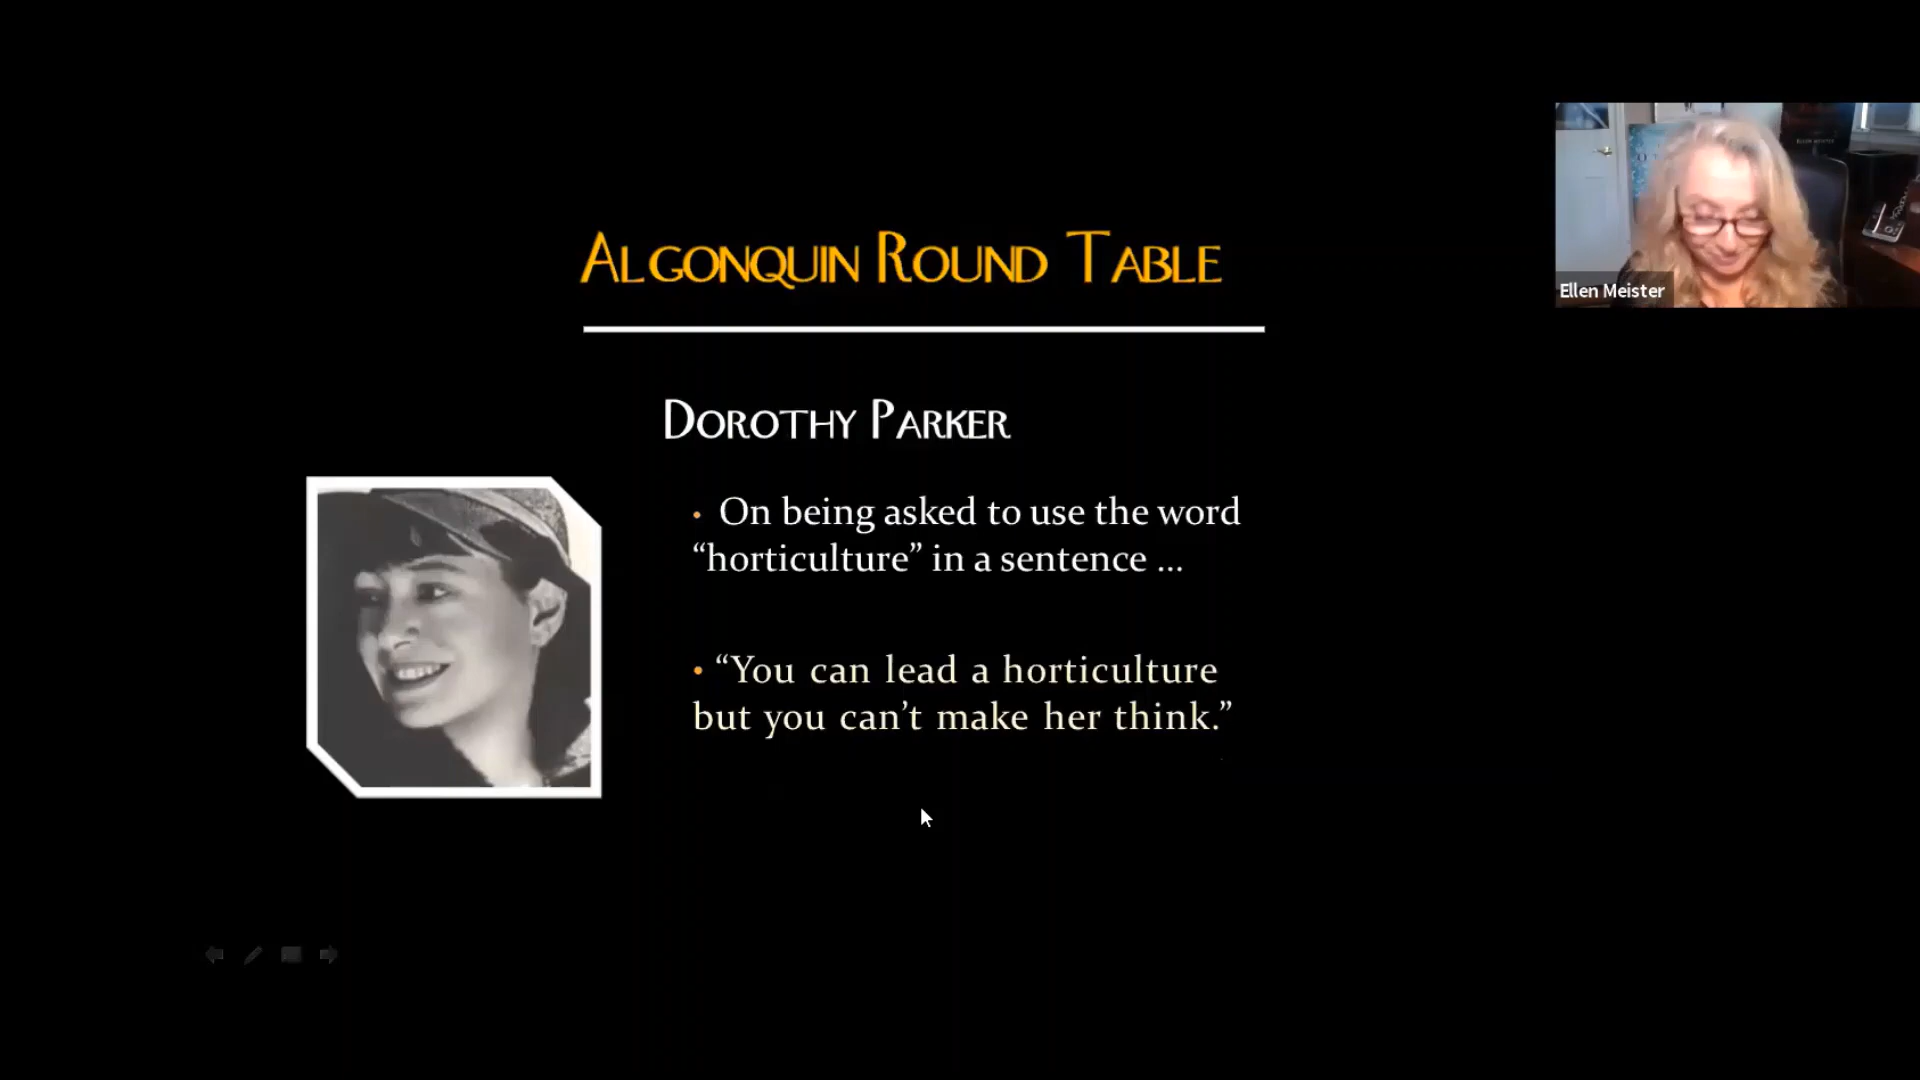 ALGONQUIN ROUND TABLE
Ellen Meister
DOROTHY PARKER
• On being asked to use the word
“horticulture” in a sentence ...
• “You can lead a horticulture
but you can’t make her think.”